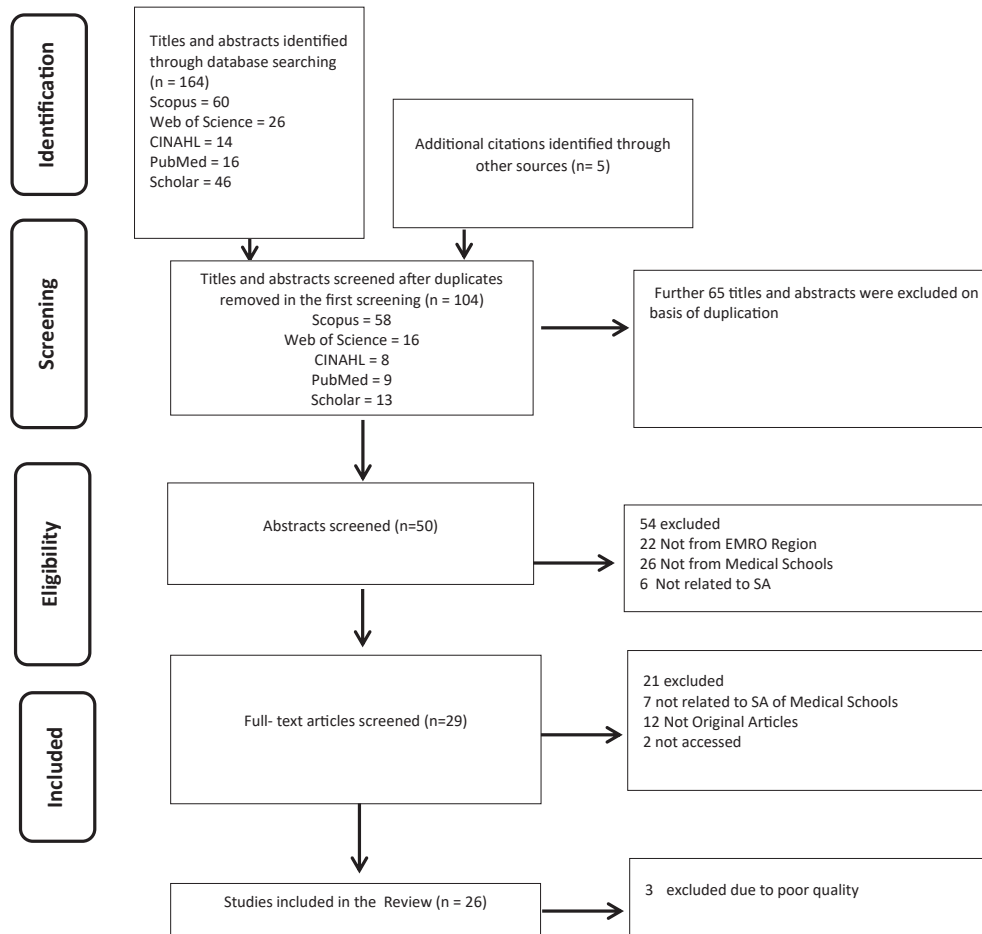 Identification
Titles and abstracts identified
through database searching
(n = 164)
Scopus = 60
Web of Science = 26
CINAHL = 14
PubMed = 16
Scholar = 46
Additional citations identified through
other sources (n= 5)
Screening
Titles and abstracts screened after duplicates
removed in the first screening (n = 104)
Scopus = 58
Web of Science = 16
CINAHL = 8
PubMed = 9
Scholar = 13
Further 65 titles and abstracts were excluded on
basis of duplication
Eligibility
Abstracts screened (n=50)
54 excluded
22 Not from EMRO Region
26 Not from Medical Schools
6 Not related to SA
Included
Full- text articles screened (n=29)
21 excluded
7 not related to SA of Medical Schools
12 Not Original Articles
2 not accessed
Studies included in the Review (n = 26)
3 excluded due to poor quality